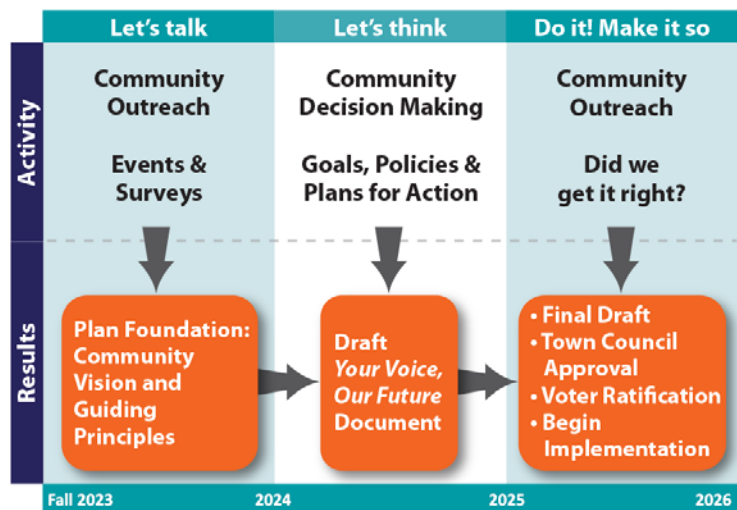 Let's talk
Let's think
Do it! Make it so
Activity
Community
Outreach
Events &
Surveys
Community
Decision Making
Goals, Policies &
Plans for Action
Community
Outreach
Did we
get it right?
Results
Plan Foundation:
Community
Vision and
Guiding
Principles
Draft
Your Voice,
Our Future
Document
• Final Draft
• Town Council
Approval
• Voter Ratification
• Begin
Implementation
Fall 2023
2024
2025
2026